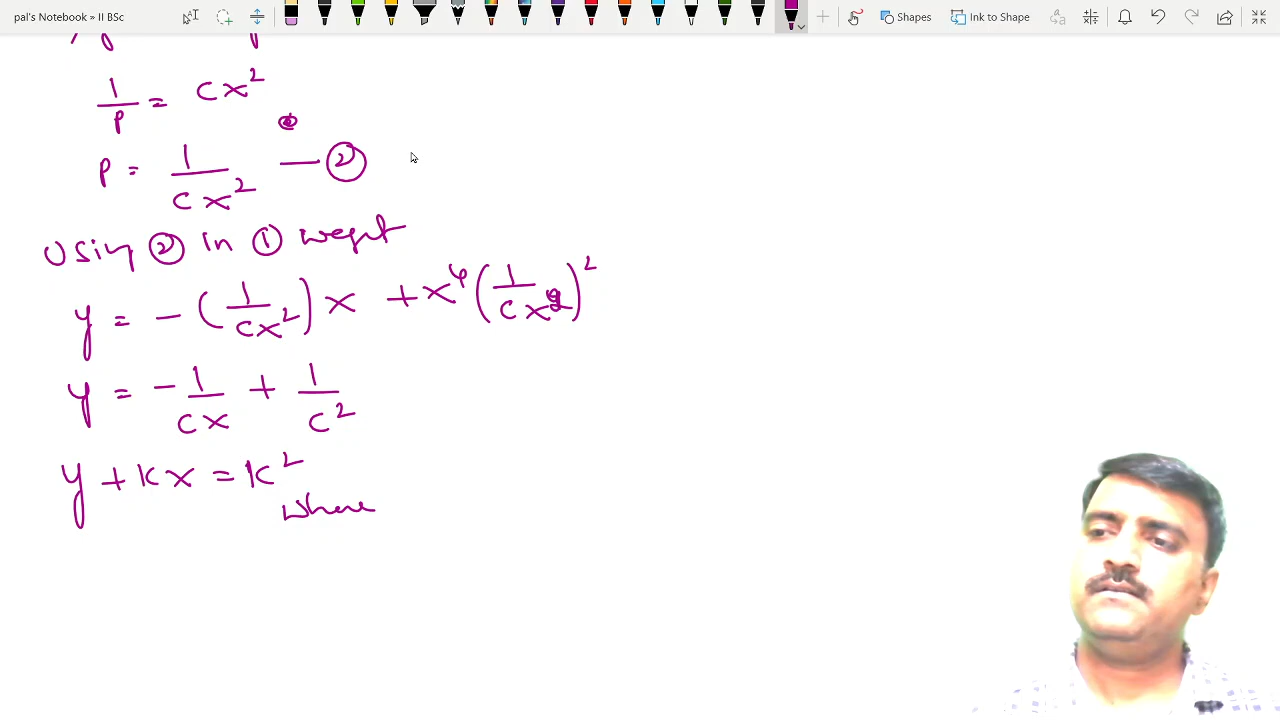 pal's Notebook » II BSc
Shapes
Ink to Shape
1/p = cx²
p = 1/cx² — ②
Using ② in ① weget
y = - (1/cx²) x + x⁴ (1/cx²)²
y = - 1/cx + 1/c²
y + kx = k²
where